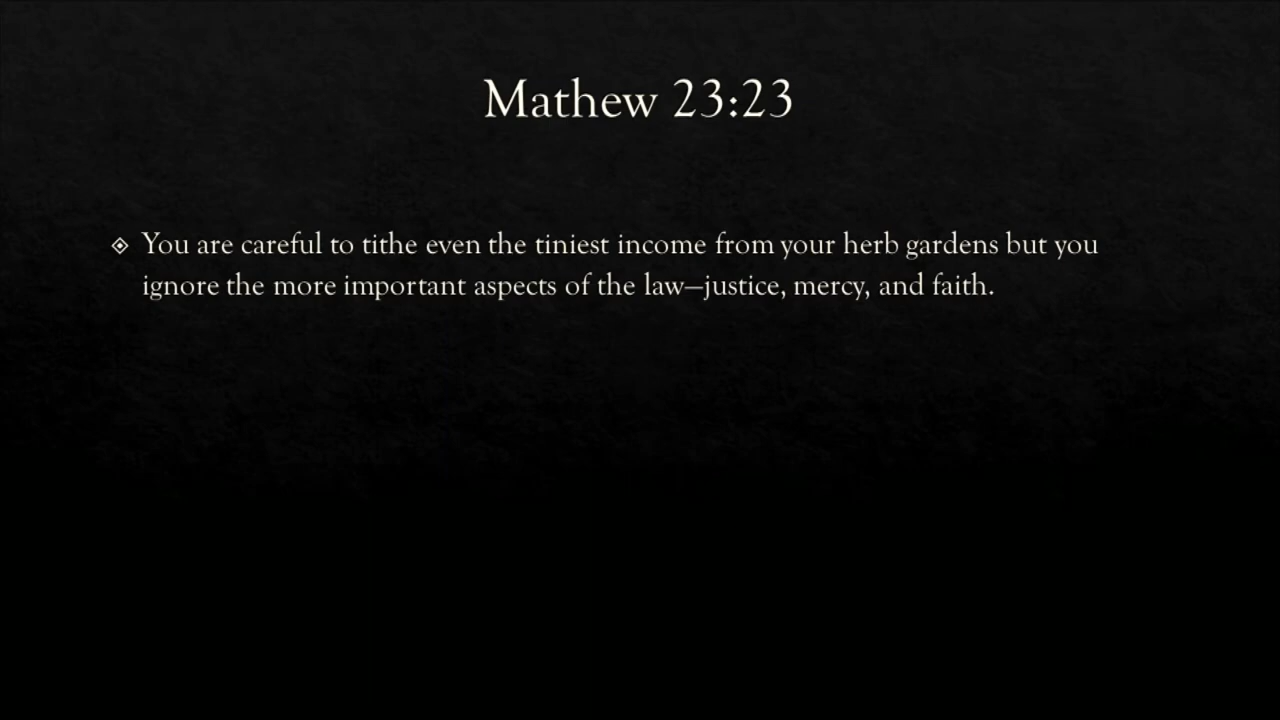 Mathew 23:23
You are careful to tithe even the tiniest income from your herb gardens but you
ignore the more important aspects of the law—justice, mercy, and faith.